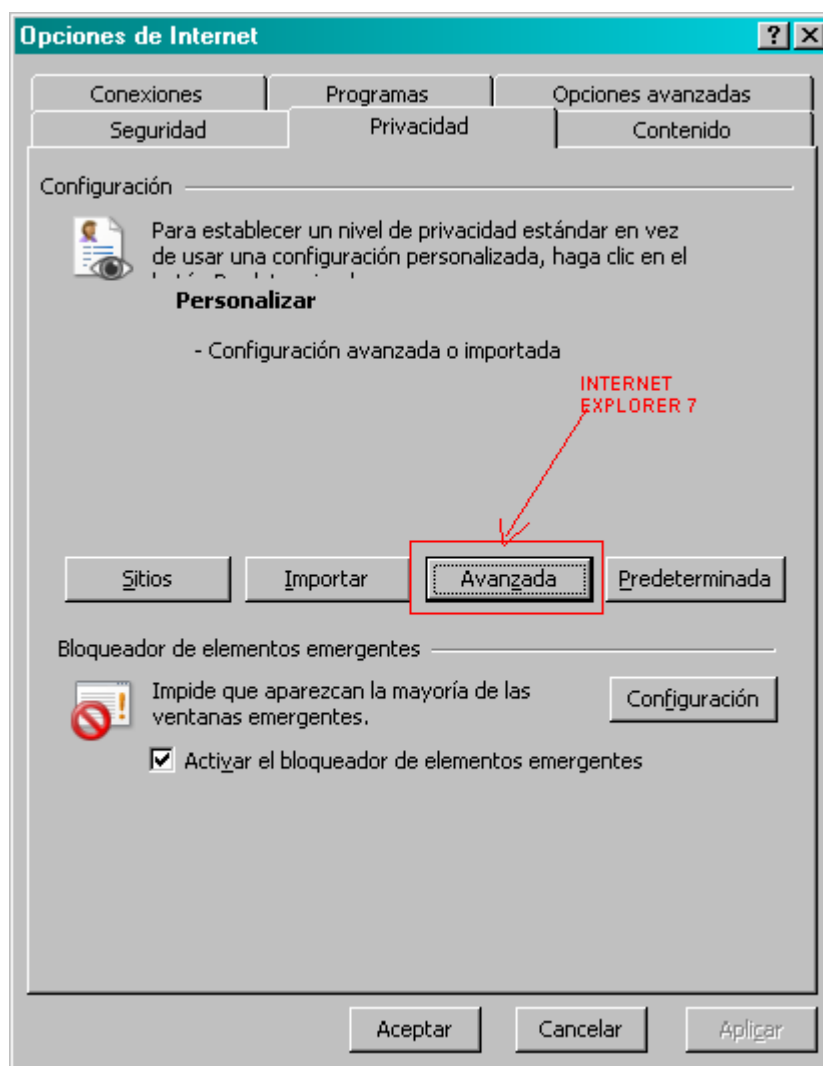 Opciones de Internet
Conexiones
Programas
Opciones avanzadas
Seguridad
Privacidad
Contenido
Configuración
Para establecer un nivel de privacidad estándar en vez
de usar una configuración personalizada, haga clic en el
Personalizar
- Configuración avanzada o importada
INTERNET
EXPLORER 7
Sitios
Importar
Avanzada
Predeterminada
Bloqueador de elementos emergentes
Impide que aparezcan la mayoría de las
ventanas emergentes.
Configuración
Activar el bloqueador de elementos emergentes
Aceptar
Cancelar
Aplicar